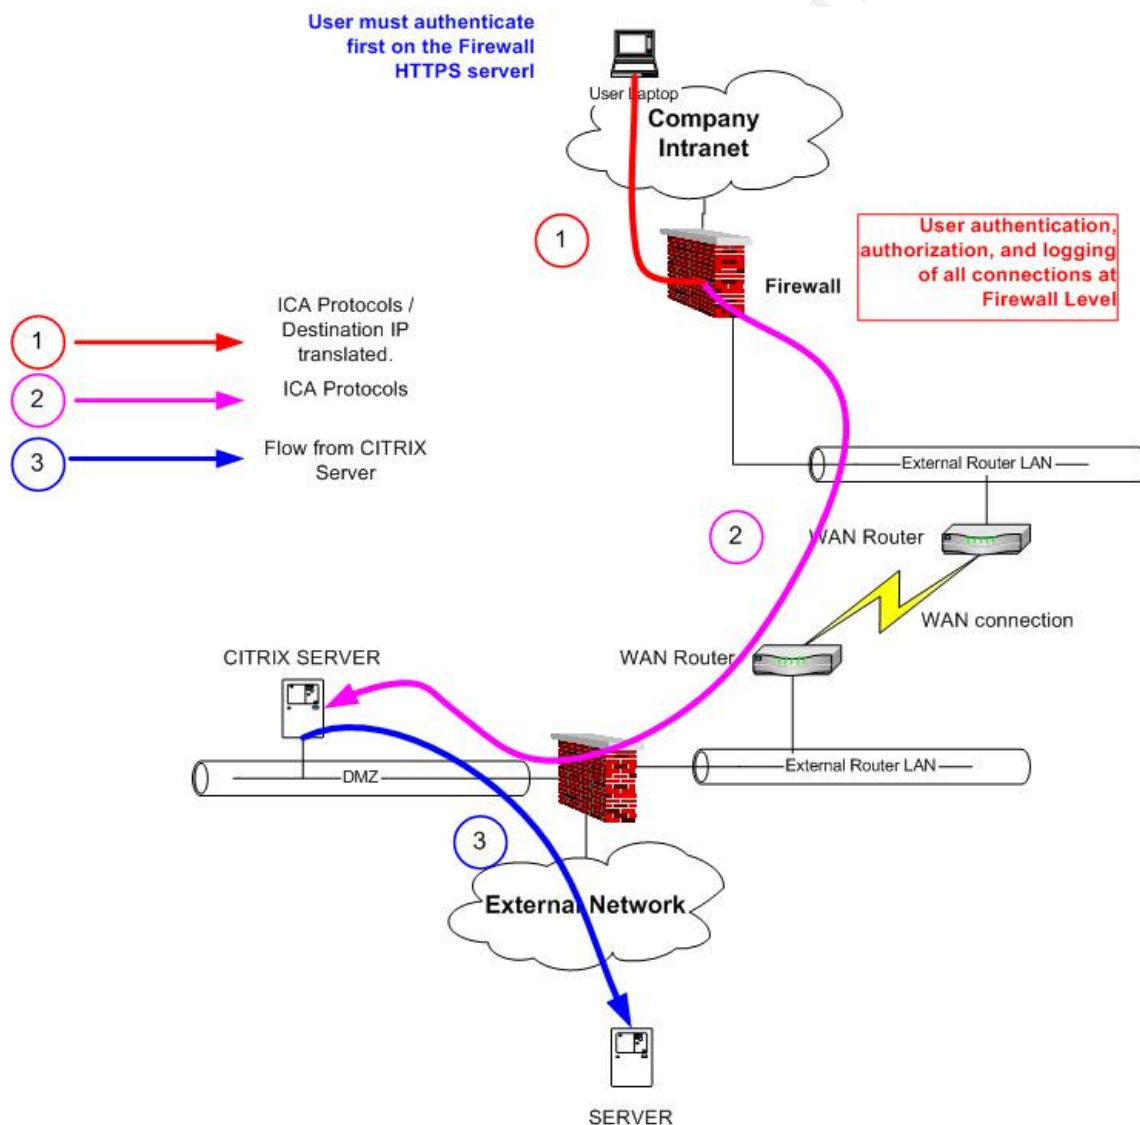 User must authenticate
first on the Firewall
HTTPS server!
User Laptop
Company
Intranet
1
User authentication,
authorization, and logging
of all connections at
Firewall Level
Firewall
1
ICA Protocols /
Destination IP
translated.
2
ICA Protocols
3
Flow from CITRIX
Server
External Router LAN
2
WAN Router
WAN connection
WAN Router
CITRIX SERVER
DMZ
External Router LAN
3
External Network
SERVER